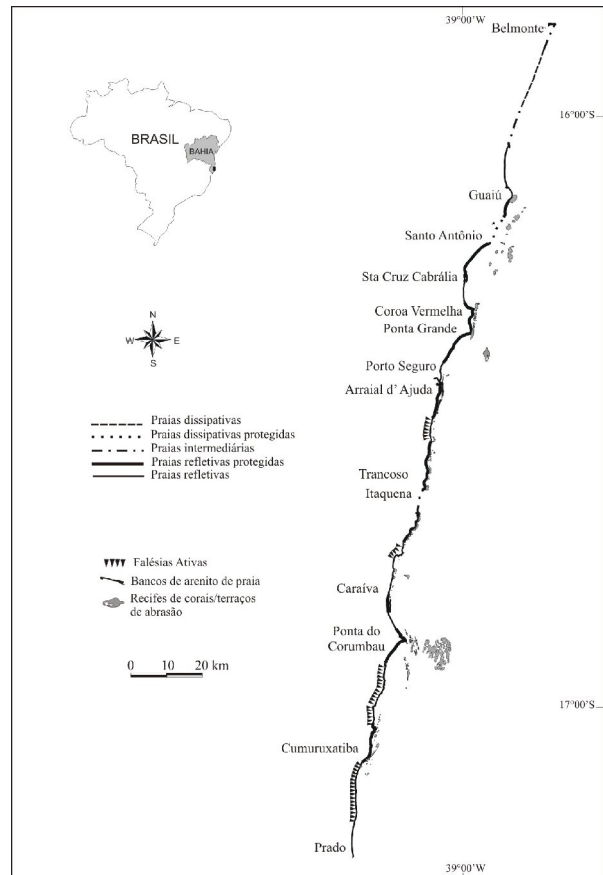 39°00'W
Belmonte
BRASIL
BAHIA
16°00'S
Guaiú
Santo Antônio
Sta Cruz Cabrália
Coroa Vermelha
Ponta Grande
N
W E
S
Porto Seguro
Arraial d' Ajuda
Praias dissipativas
Praias dissipativas protegidas
Praias intermediárias
Praias refletivas protegidas
Praias refletivas
Trancoso
Itaquena
Falésias Ativas
Bancos de arenito de praia
Recifes de corais/terraços
de abrasão
Caraíva
Ponta do
Corumbau
0 10 20 km
17°00'S
Cumuruxatiba
Prado
39°00'W